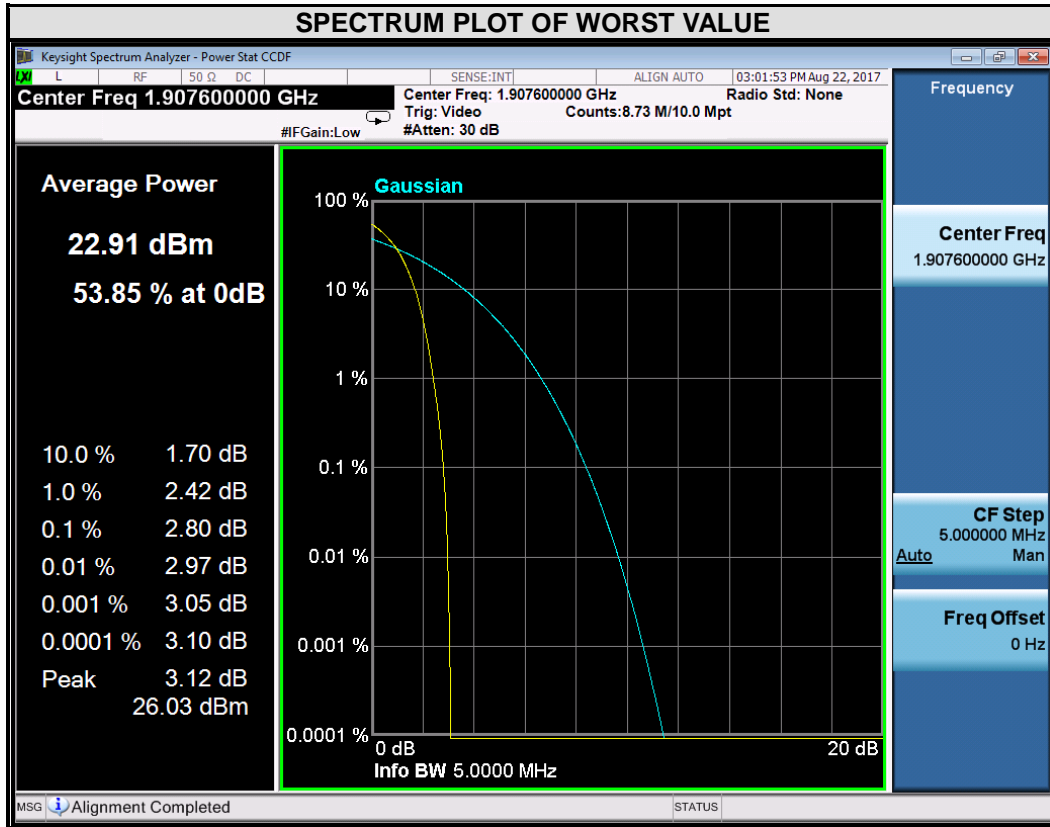 SPECTRUM PLOT OF WORST VALUE
Keysight Spectrum Analyzer - Power Stat CCDF
LXI L RF 50 Ω DC SENSE:INT ALIGN AUTO 03:01:53 PM Aug 22, 2017
Center Freq 1.907600000 GHz
Center Freq: 1.907600000 GHz Radio Std: None
Trig: Video Counts:8.73 M/10.0 Mpt
#IFGain:Low #Atten: 30 dB
Frequency
Average Power
22.91 dBm
53.85 % at 0dB
10.0 % 1.70 dB
1.0 % 2.42 dB
0.1 % 2.80 dB
0.01 % 2.97 dB
0.001 % 3.05 dB
0.0001 % 3.10 dB
Peak 3.12 dB
26.03 dBm
Gaussian
100 %
10 %
1 %
0.1 %
0.01 %
0.001 %
0.0001 %
0 dB 20 dB
Info BW 5.0000 MHz
Center Freq
1.907600000 GHz
CF Step
5.000000 MHz
Auto Man
Freq Offset
0 Hz
MSG Alignment Completed STATUS